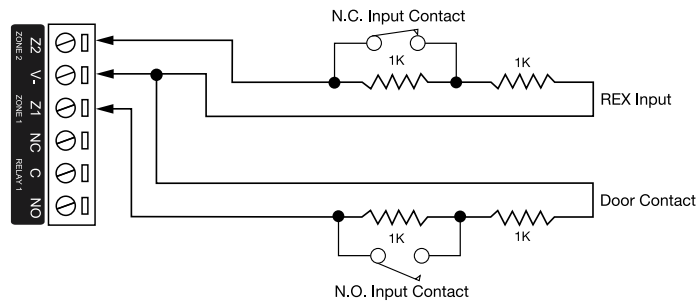 N.C. Input Contact
1K
1K
REX Input
Z2
ZONE 2
V-
Z1
ZONE 1
NC
C
RELAY 1
NO
Door Contact
1K
1K
N.O. Input Contact